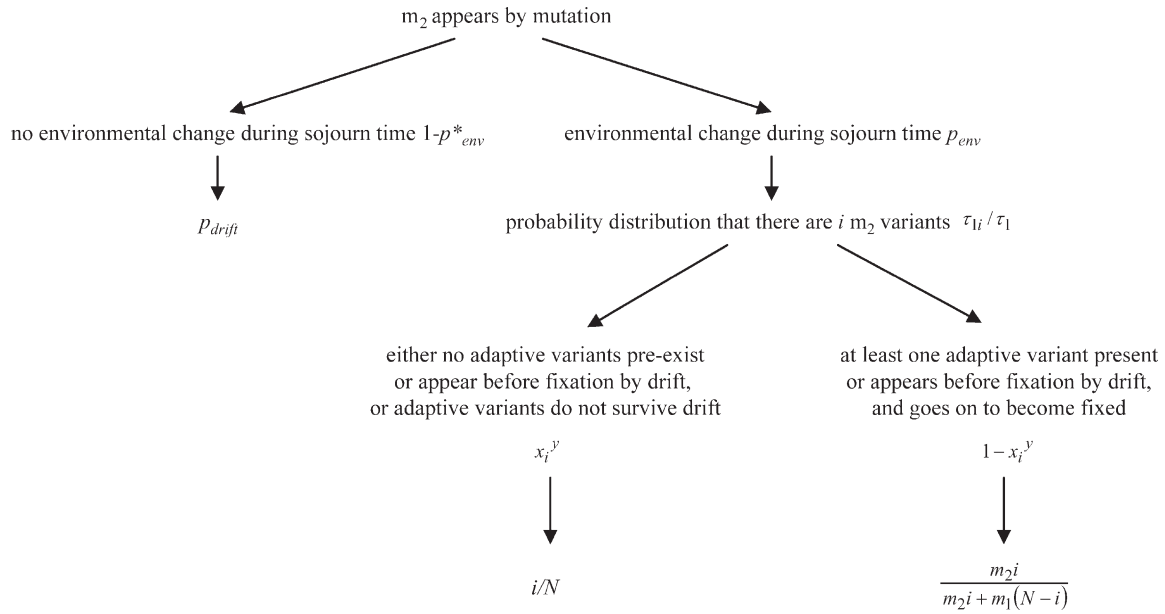 m₂ appears by mutation
no environmental change during sojourn time 1-p*ₑₙᵥ
environmental change during sojourn time pₑₙᵥ
p_drift
probability distribution that there are i m₂ variants τ₁ᵢ/τ₁
either no adaptive variants pre-exist
or appear before fixation by drift,
or adaptive variants do not survive drift
xᵢʸ
at least one adaptive variant present
or appears before fixation by drift,
and goes on to become fixed
1–xᵢʸ
i/N
m₂i
m₂i+m₁(N–i)